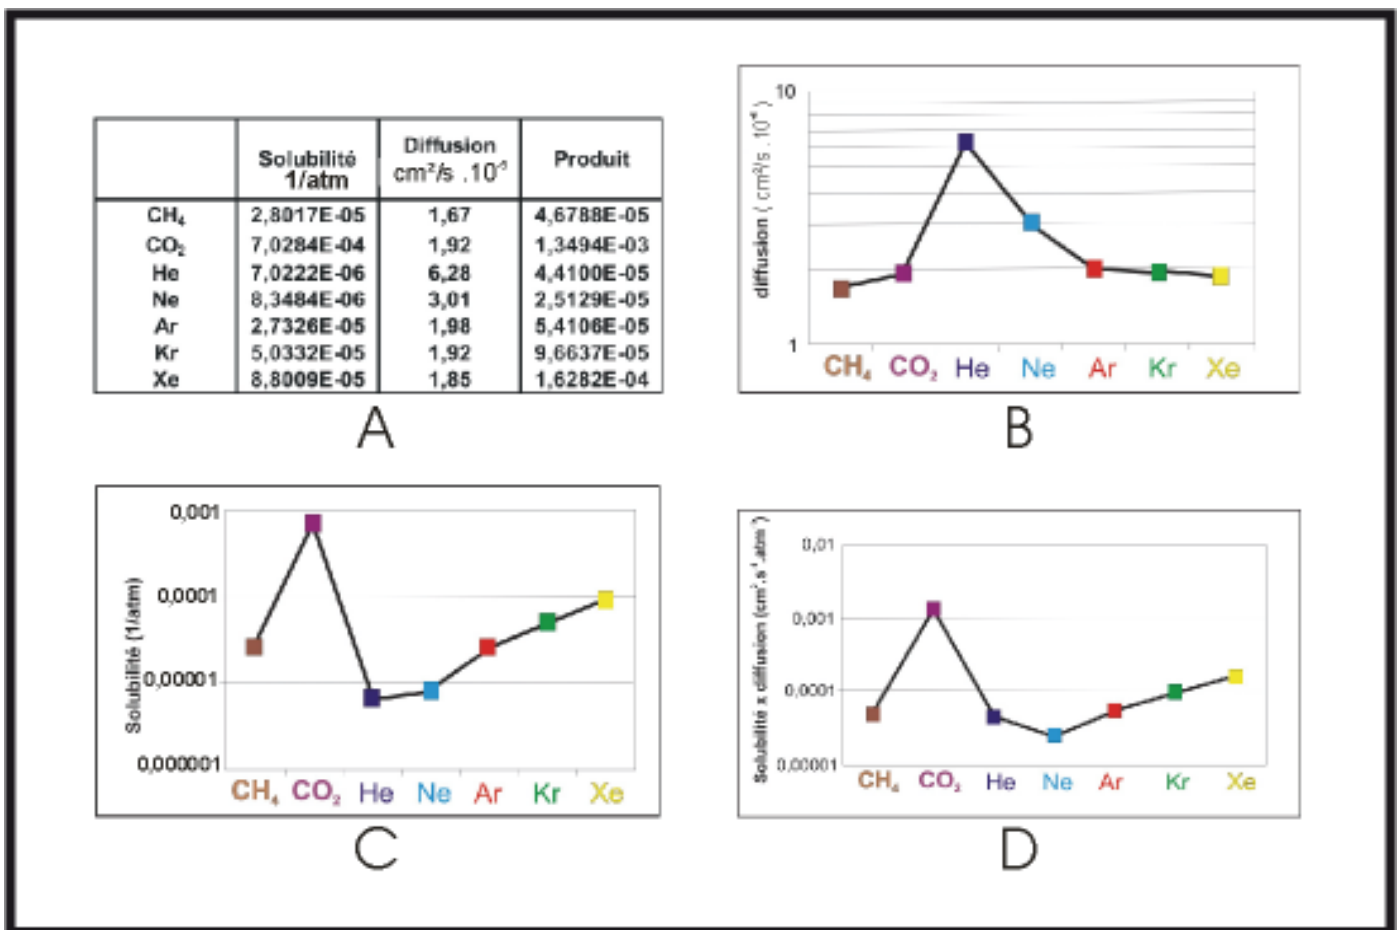 Solubilité Diffusion Produit
1/atm cm²/s .10⁻⁵
CH₄ 2,8017E-05 1,67 4,6788E-05
CO₂ 7,0284E-04 1,92 1,3494E-03
He 7,0222E-06 6,28 4,4100E-05
Ne 8,3484E-06 3,01 2,5129E-05
Ar 2,7326E-05 1,98 5,4106E-05
Kr 5,0332E-05 1,92 9,6637E-05
Xe 8,8009E-05 1,85 1,6282E-04
A
diffusion ( cm²/s .10⁻⁶ )
10
1
CH₄ CO₂ He Ne Ar Kr Xe
B
Solubilité (1/atm)
0,001
0,0001
0,00001
0,000001
CH₄ CO₂ He Ne Ar Kr Xe
C
Solubilité x diffusion (cm².s⁻¹.atm⁻¹)
0,01
0,001
0,0001
0,00001
CH₄ CO₂ He Ne Ar Kr Xe
D